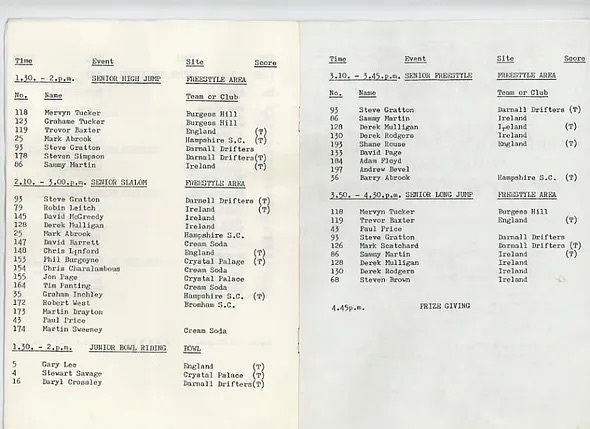 Time Event Site Score
1.30. - 2.p.m. SENIOR HIGH JUMP FREESTYLE AREA
No. Name Team or Club
118 Mervyn Tucker Burgess Hill
123 Grahame Tucker Burgess Hill
119 Trevor Baxter England (T)
25 Mark Abrook Hampshire S.C. (T)
93 Steve Gratton Darnall Drifters
178 Steven Simpson Darnall Drifters(T)
86 Sammy Martin Ireland (T)
2.10. - 3.00.p.m. SENIOR SLALOM FREESTYLE AREA
93 Steve Gratton Darnell Drifters (T)
79 Robin Leitch Ireland (T)
145 David McGreedy Ireland
128 Derek Mulligan Ireland
25 Mark Abrook Hampshire S.C.
147 David Barrett Cream Soda
140 Chris Linford England (T)
153 Phil Burgoyne Crystal Palage (T)
154 Chris Charalambous Cream Soda
155 Jon Page Cream Soda
164 Tim Panting Cream Soda
35 Graham Inchley Hampshire S.C. (T)
172 Robert West Bromham S.C.
173 Martin Drayton
43 Paul Price
174 Martin Sweeney Cream Soda
1.30. - 2.p.m. JUNIOR BOWL RIDING BOWL
5 Gary Lee England (T)
4 Stewart Savage Crystal Palace (T)
16 Daryl Crossley Darnall Drifters(T)
Time Event Site Score
3.10. - 3.45.p.m. SENIOR FREESTYLE FREESTYLE AREA
No. Name Team or Club
93 Steve Gratton Darnall Drifters (T)
86 Sammy Martin Ireland
128 Derek Mulligan Ireland (T)
130 Derek Rodgers Ireland
193 Shane Rouse England (T)
133 David Page
184 Adam Floyd
197 Andrew Bevel
36 Barry Abrook Hampshire S.C. (T)
3.50. - 4.30p.m. SENIOR LONG JUMP FREESTYLE AREA
118 Mervyn Tucker Burgess Hill
119 Trevor Baxter England (T)
43 Paul Price
93 Steve Gratton Darnall Drifters
126 Mark Scatchard Darnall Drifters (T)
86 Sammy Martin Ireland (T)
128 Derek Mulligan Ireland
130 Derek Rodgers Ireland
68 Steven Brown Ireland
4.45p.m. PRIZE GIVING